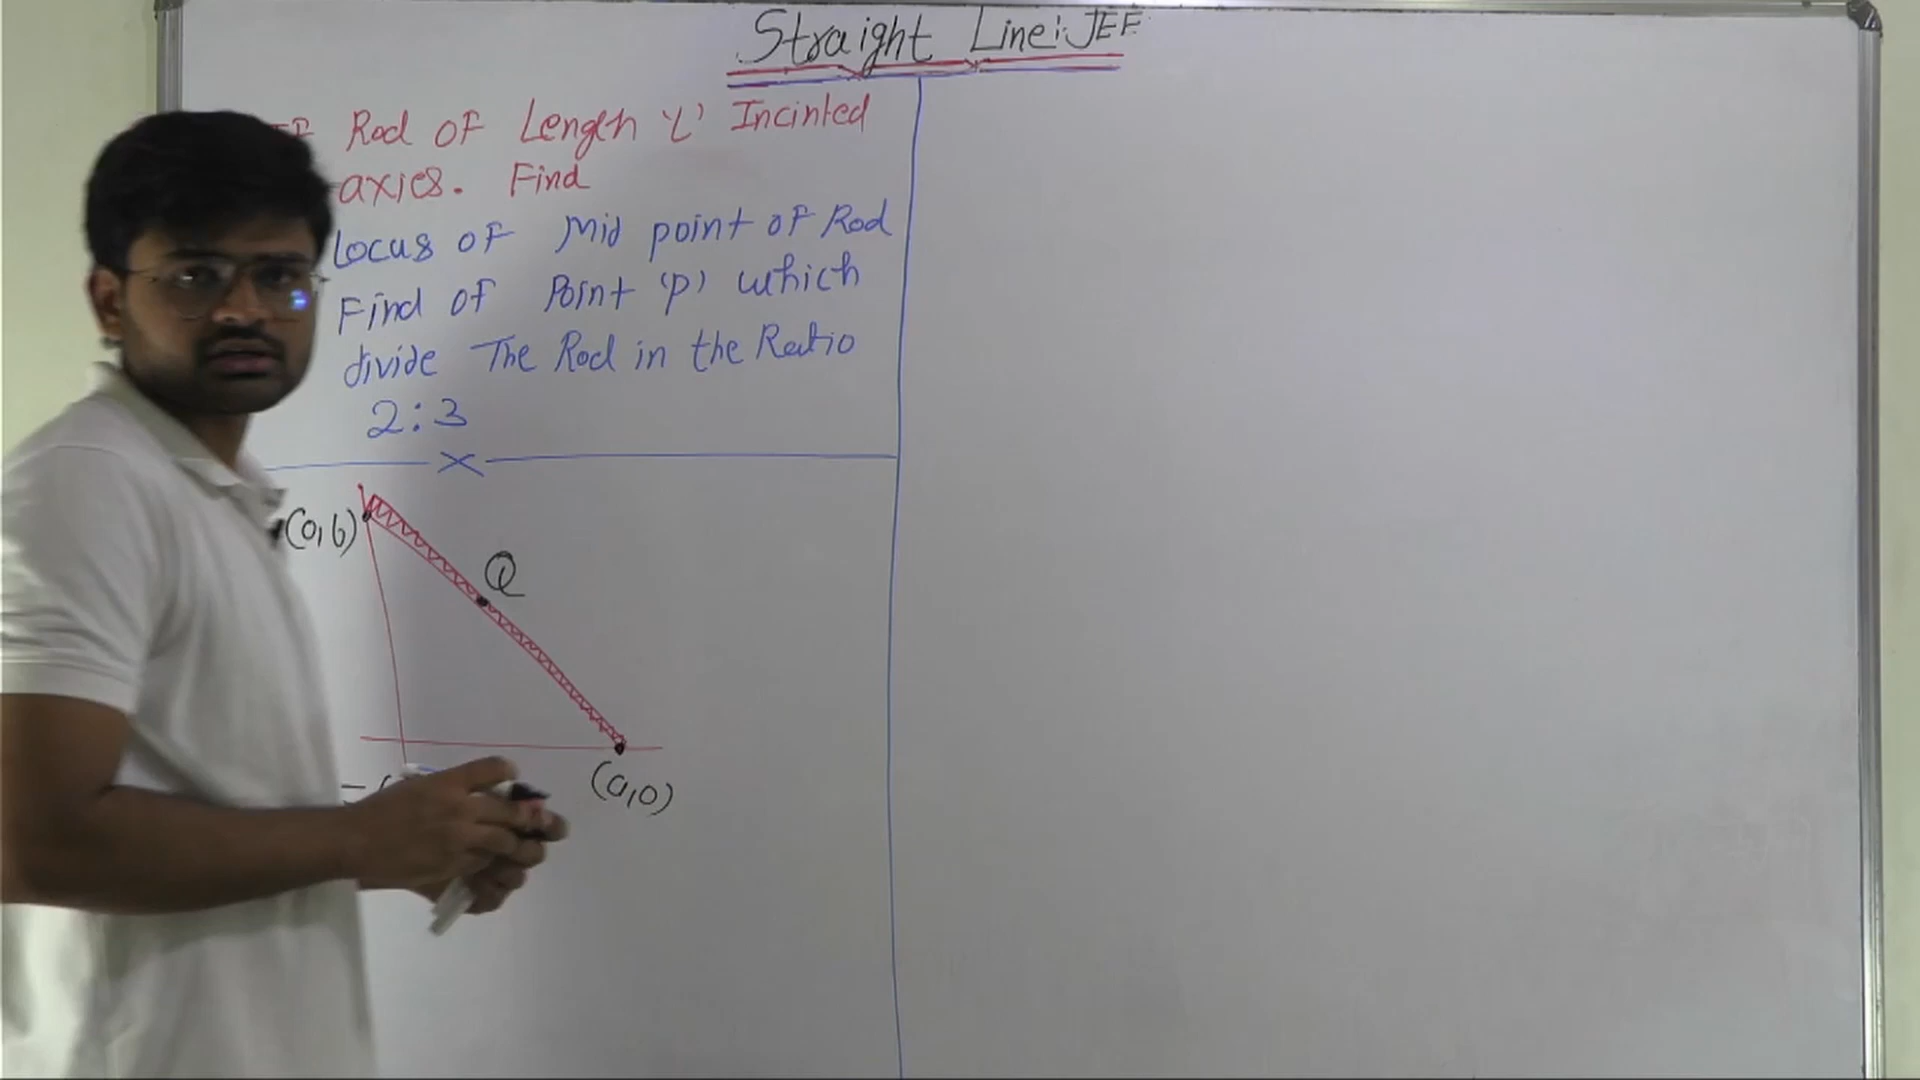 Straight Line: JEE
IF Rod OF Length 'L' Incinted
axies. Find
Locus OF Mid point OF Rod
Find OF Point 'P' which
divide The Rod in the Ratio
2:3
(0,b)
Q
(a,0)